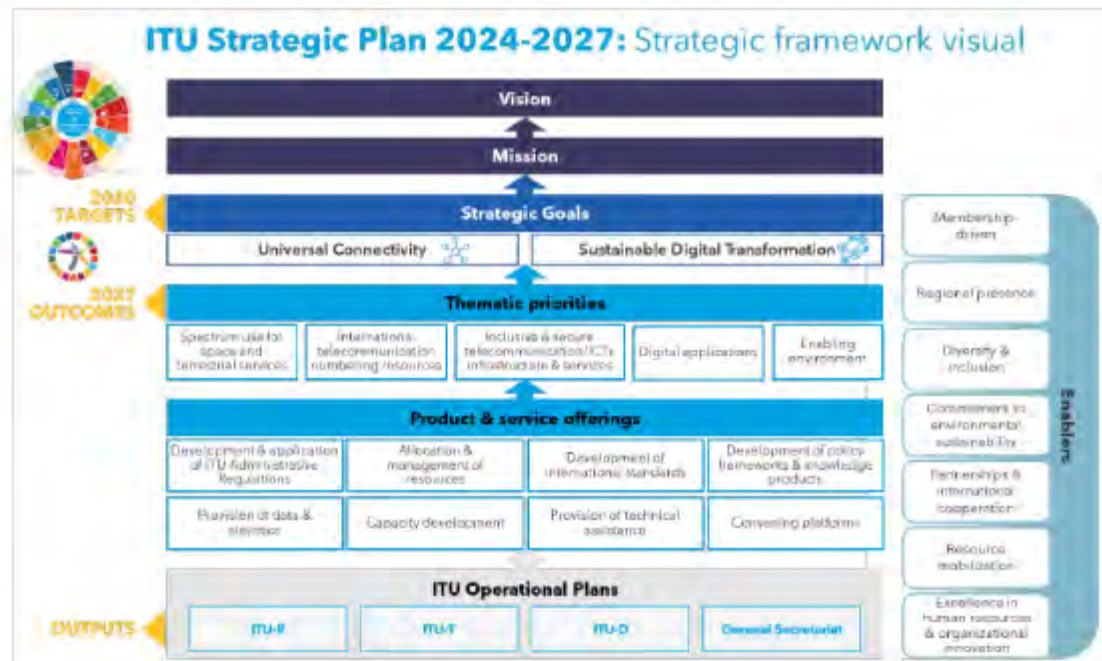 ITU Strategic Plan 2024-2027: Strategic framework visual
Vision
Mission
2030
TARGETS
Strategic Goals
Universal Connectivity
Sustainable Digital Transformation
2027
OUTCOMES
Thematic priorities
Spectrum use for
space and
terrestrial services
International
telecommunication
numbering resources
Inclusive & secure
telecommunication/ICTs
infrastructure & services
Digital applications
Enabling
environment
Product & service offerings
Development & application
of ITU Administrative
Regulations
Allocation &
management of
resources
Development of
international standards
Development of policy
frameworks & knowledge
products
Provision of data &
statistics
Capacity development
Provision of technical
assistance
Convening platforms
ITU Operational Plans
OUTPUTS
ITU-R
ITU-T
ITU-D
General Secretariat
Membership-
driven
Regional presence
Diversity &
inclusion
Commitment to
environmental
sustainability
Partnerships &
international
cooperation
Resource
mobilization
Excellence in
human resources
& organizational
innovation
Enablers